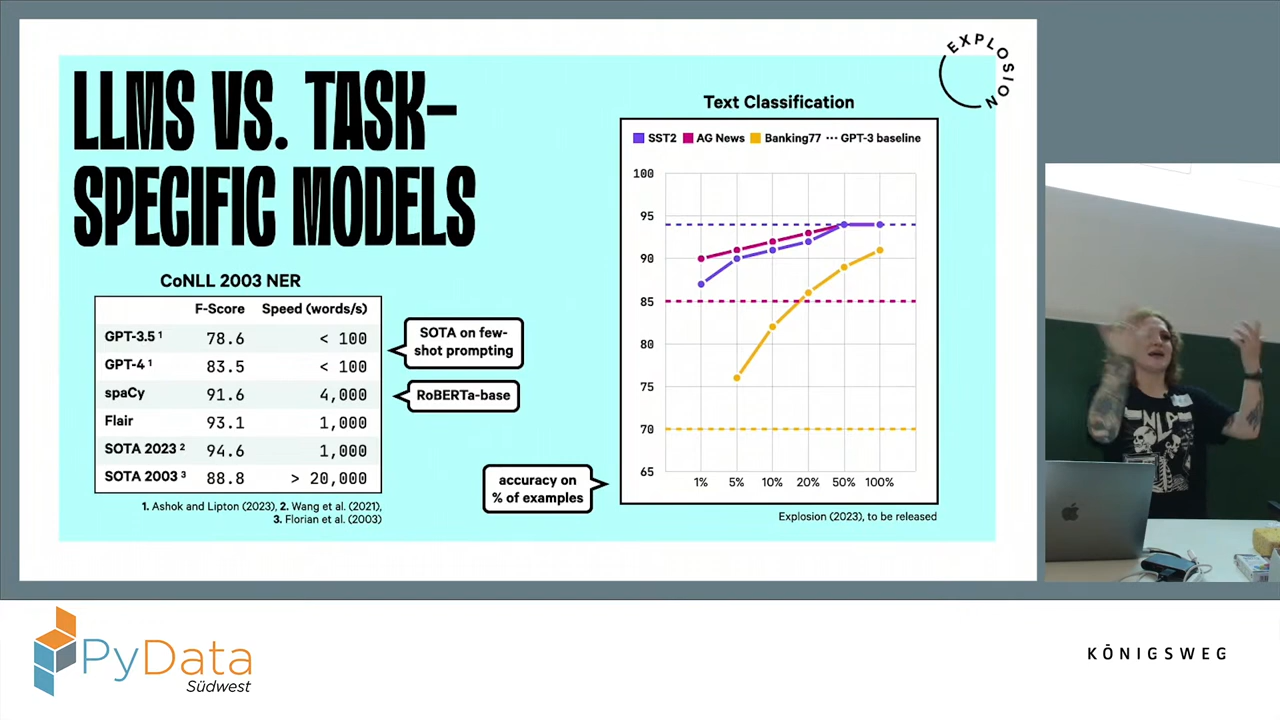 LLMS VS. TASK-
SPECIFIC MODELS
EXPLOSION
CoNLL 2003 NER
F-Score Speed (words/s)
GPT-3.5 1 78.6 < 100
GPT-4 1 83.5 < 100
spaCy 91.6 4,000
Flair 93.1 1,000
SOTA 2023 2 94.6 1,000
SOTA 2003 3 88.8 > 20,000
1. Ashok and Lipton (2023), 2. Wang et al. (2021),
3. Florian et al. (2003)
SOTA on few-
shot prompting
RoBERTa-base
accuracy on
% of examples
Text Classification
SST2 AG News Banking77 GPT-3 baseline
100
95
90
85
80
75
70
65
1% 5% 10% 20% 50% 100%
Explosion (2023), to be released
NLP
PyData
Südwest
KÖNIGSWEG